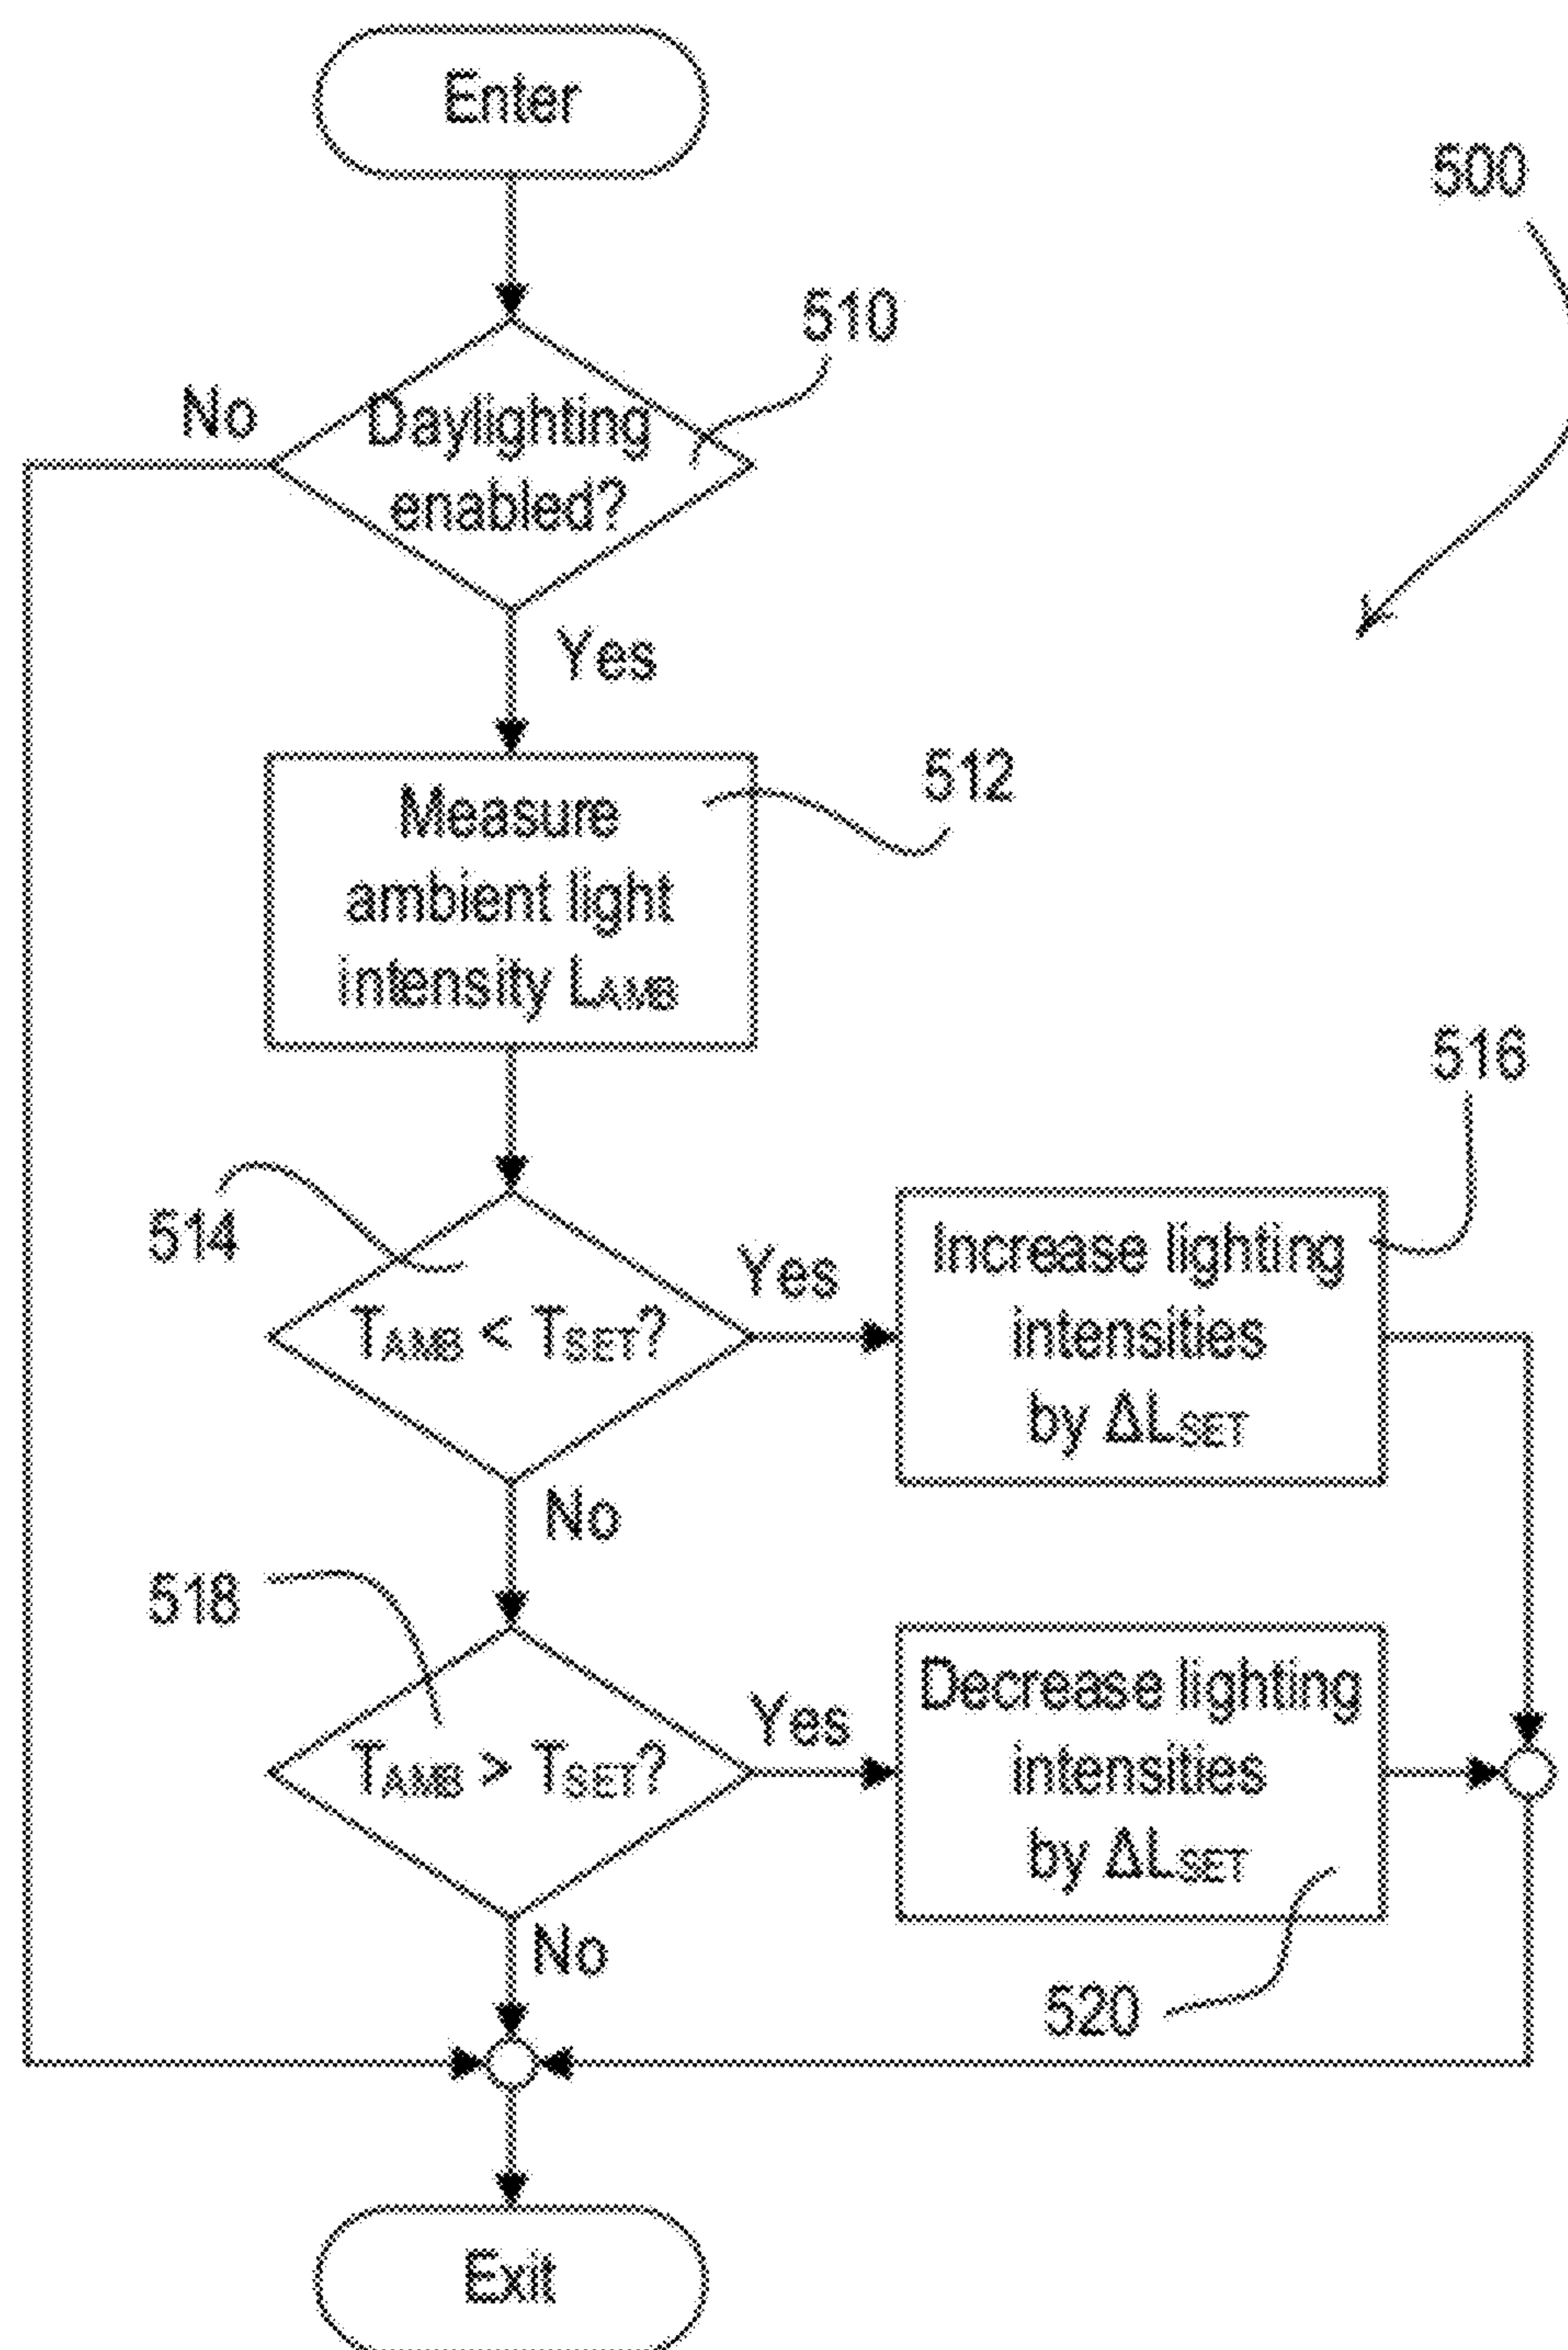 Enter
500
510
No
Daylighting
enabled?
Yes
512
Measure
ambient light
intensity LAMB
516
514
Increase lighting
intensities
by ΔLSET
Yes
TAMB < TSET?
No
518
Decrease lighting
intensities
by ΔLSET
Yes
TAMB > TSET?
No
520
Exit